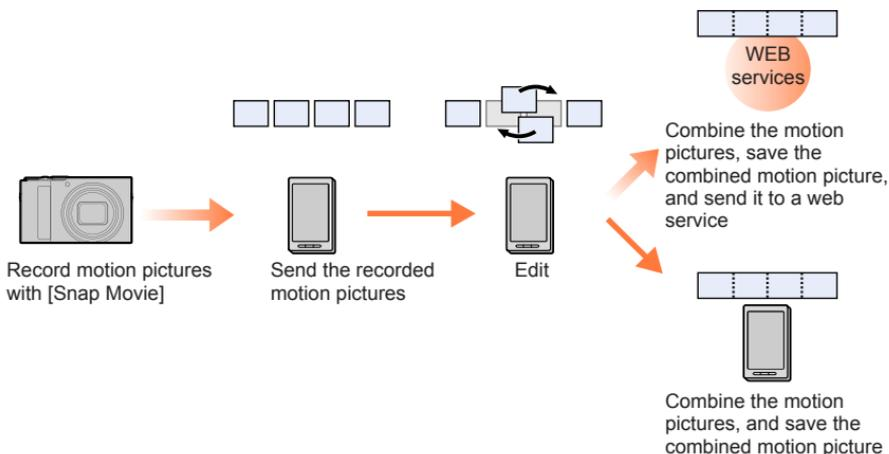 Record motion pictures
with [Snap Movie]
Send the recorded
motion pictures
Edit
WEB
services
Combine the motion
pictures, save the
combined motion picture,
and send it to a web
service
Combine the motion
pictures, and save the
combined motion picture